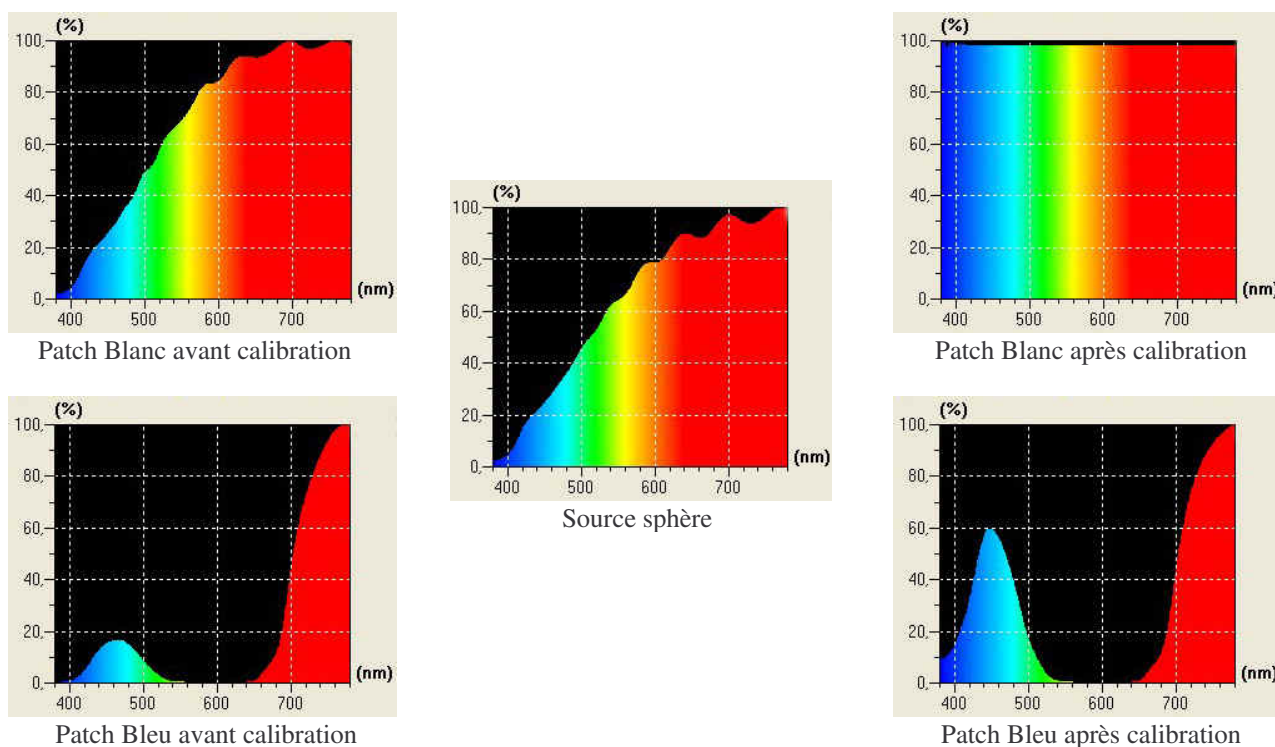 (%)
100,
80,
60,
40,
20,
0,
400 500 600 700
(nm)
Patch Blanc avant calibration
(%)
100,
80,
60,
40,
20,
0,
400 500 600 700
(nm)
Patch Bleu avant calibration
(%)
100,
80,
60,
40,
20,
0,
400 500 600 700
(nm)
Source sphère
(%)
100,
80,
60,
40,
20,
0,
400 500 600 700
(nm)
Patch Blanc après calibration
(%)
100,
80,
60,
40,
20,
0,
400 500 600 700
(nm)
Patch Bleu après calibration